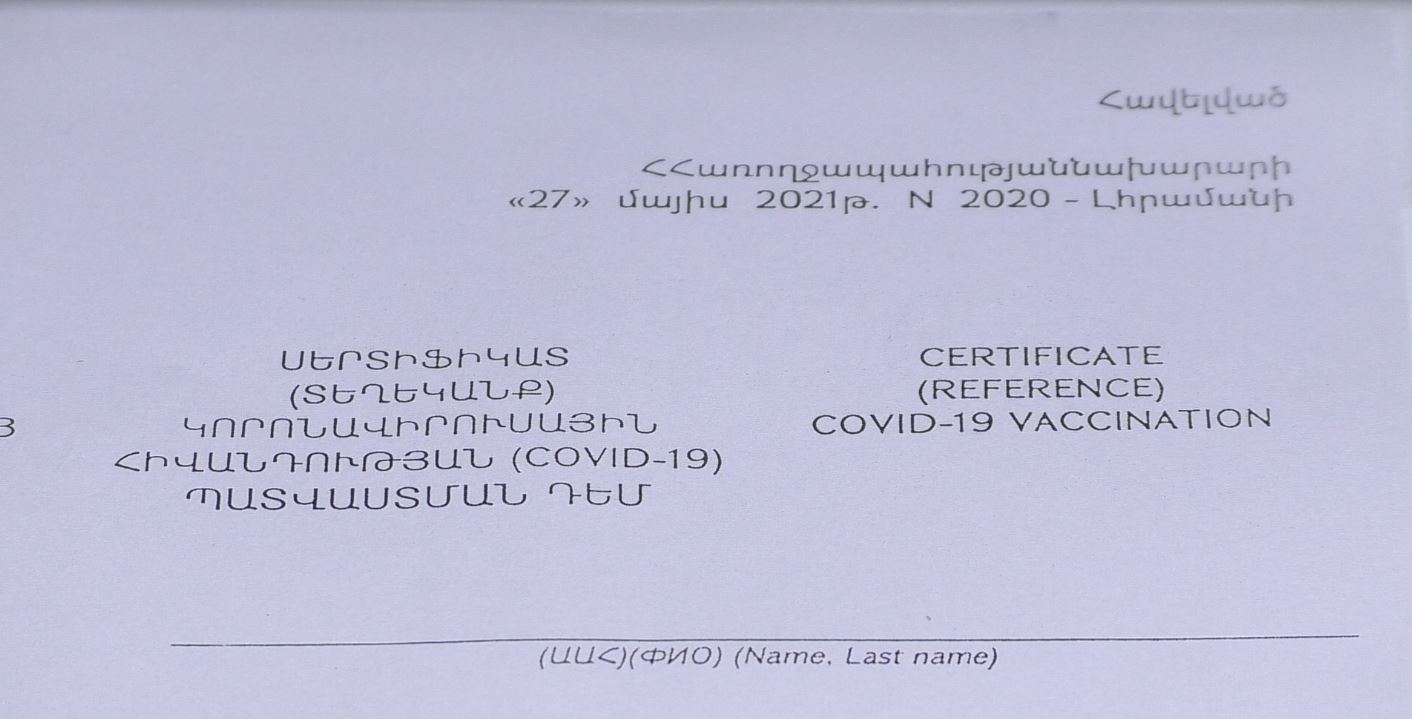 Հավելված
ՀՀառողջապահությաննախարարի
«27» մայիս 2021թ. N 2020 – Լհրամանի
ՍԵՐՏԻՖԻԿԱՏ
(ՏԵՂԵԿԱՆՔ)
ԿՈՐՈՆԱՎԻՐՈՒՍԱՅԻՆ
ՀԻՎԱՆԴՈՒԹՅԱՆ (COVID-19)
ՊԱՏՎԱՍՏՄԱՆ ԴԵՄ
CERTIFICATE
(REFERENCE)
COVID-19 VACCINATION
(ԱԱՀ)(ФИО) (Name, Last name)